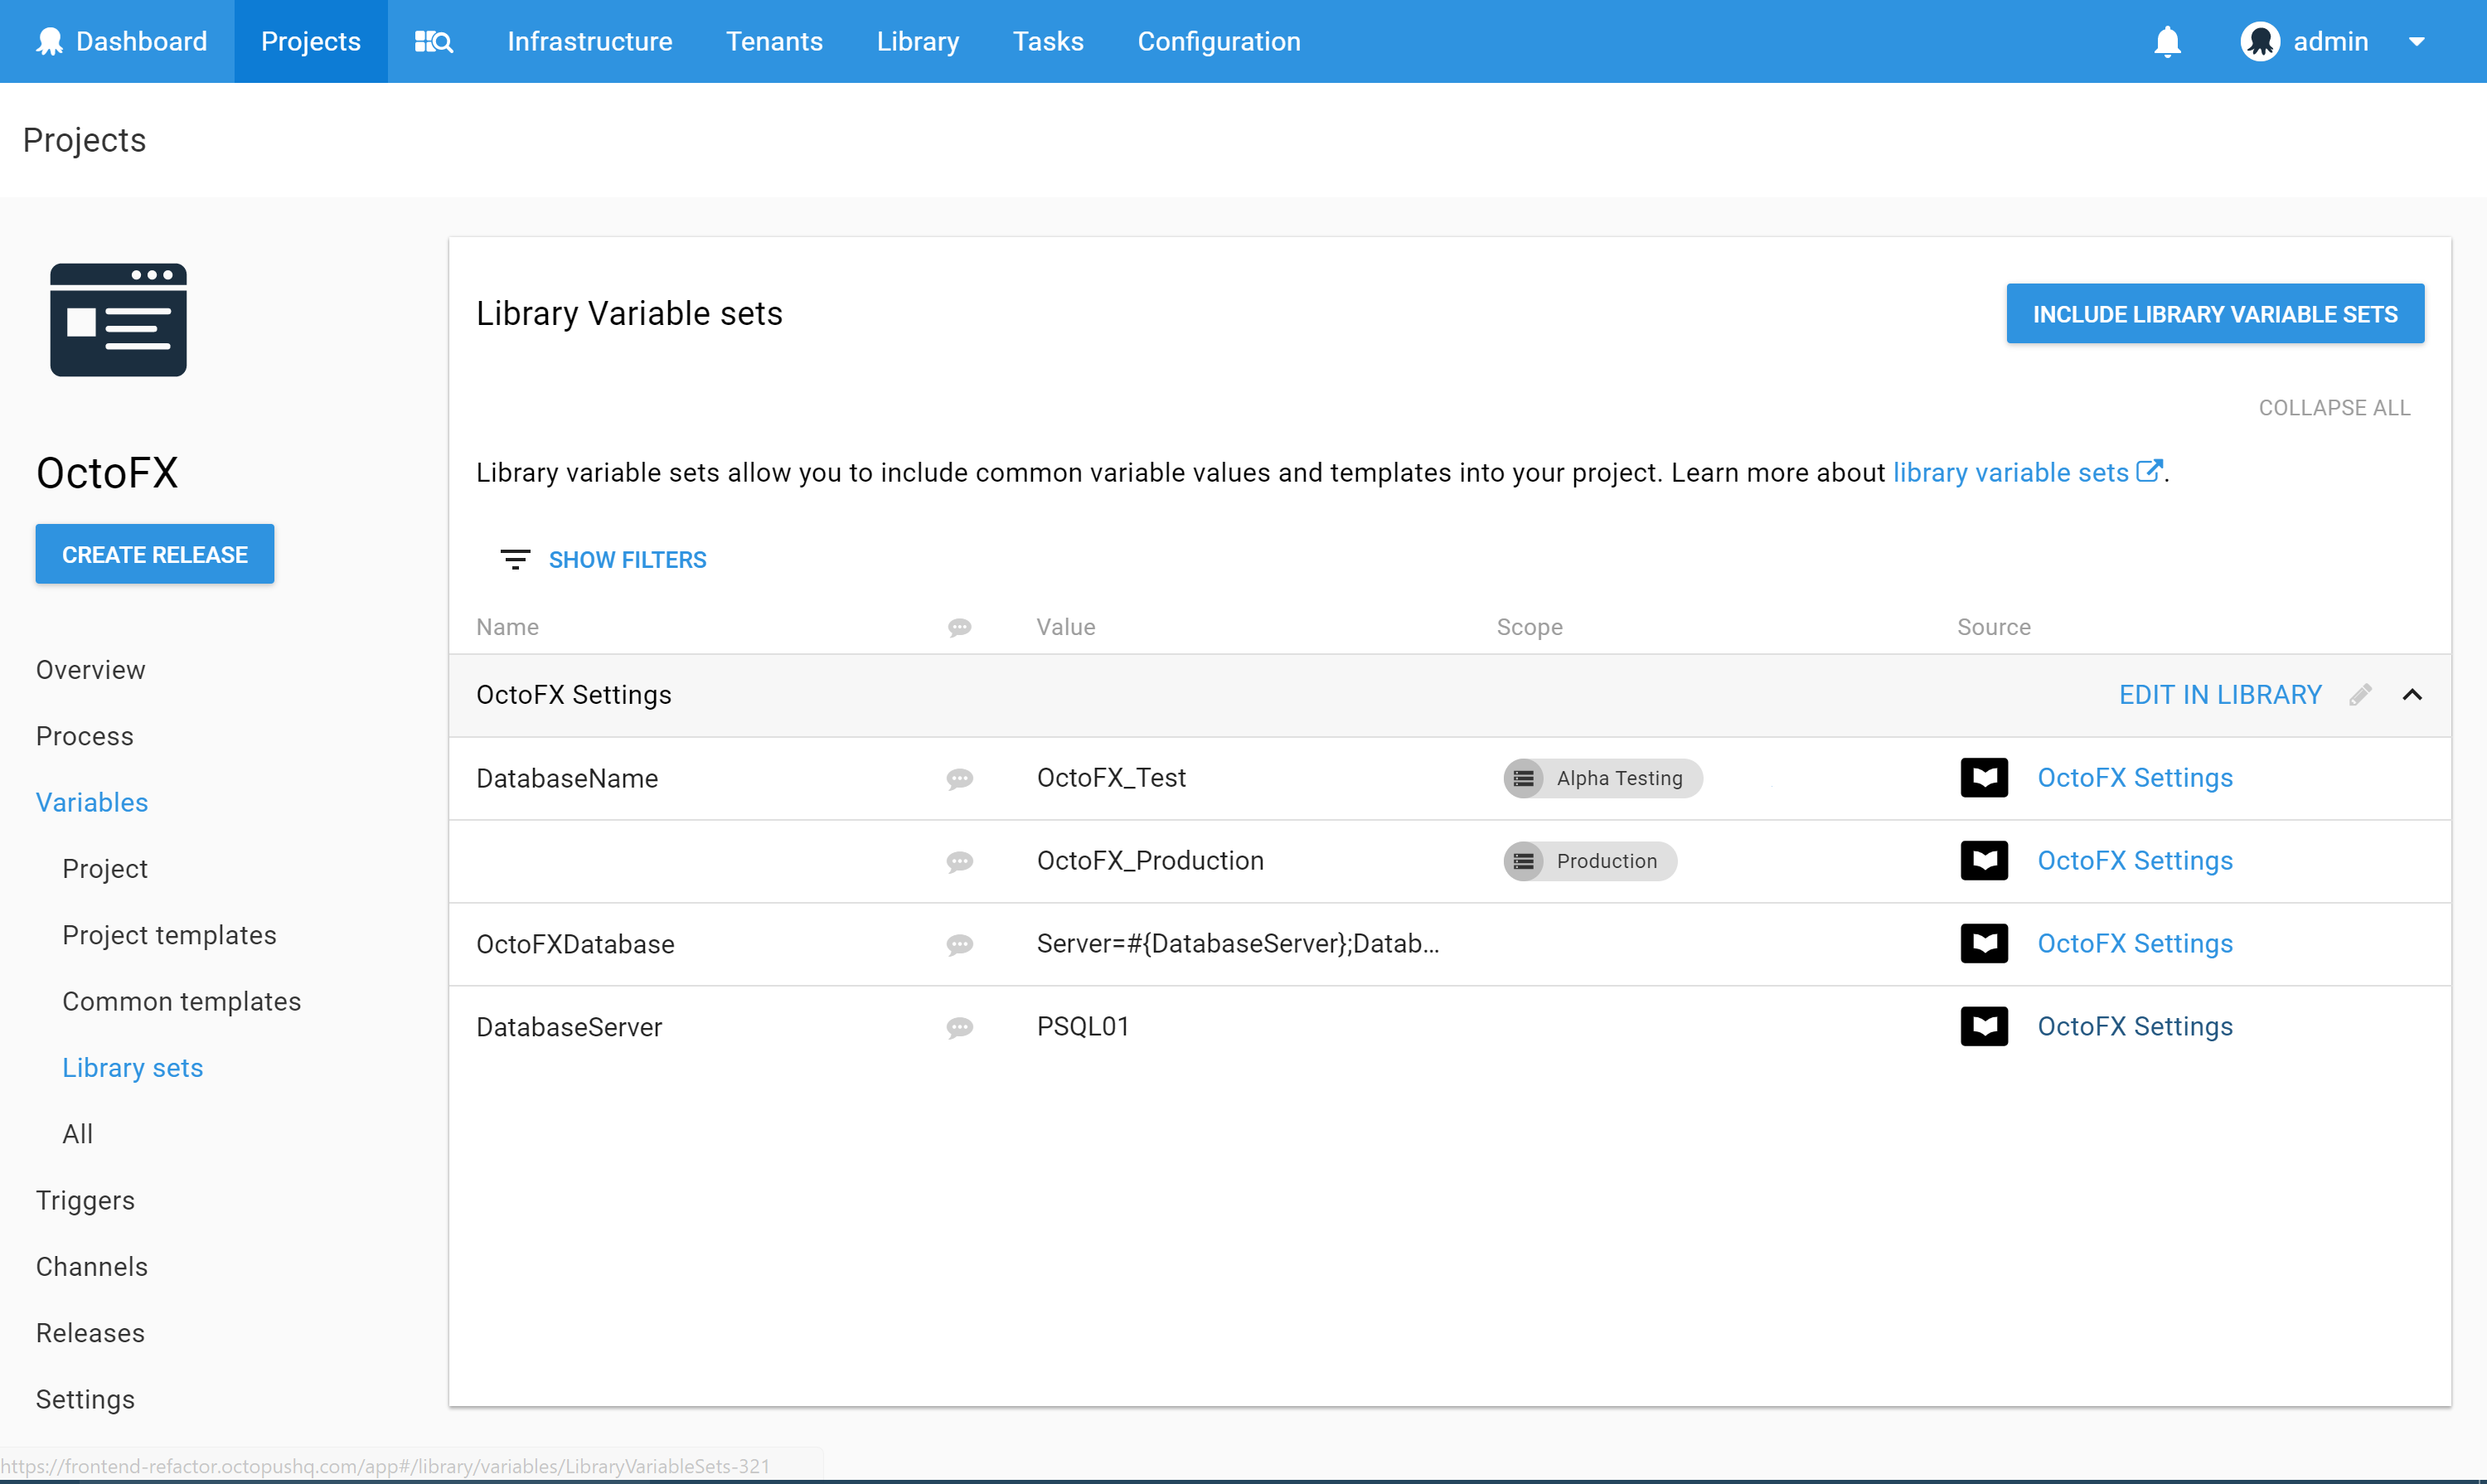 Dashboard Projects Infrastructure Tenants Library Tasks Configuration admin
Projects
OctoFX
CREATE RELEASE
Overview
Process
Variables
Project
Project templates
Common templates
Library sets
All
Triggers
Channels
Releases
Settings
Library Variable sets
INCLUDE LIBRARY VARIABLE SETS
COLLAPSE ALL
Library variable sets allow you to include common variable values and templates into your project. Learn more about library variable sets.
SHOW FILTERS
Name Value Scope Source
OctoFX Settings EDIT IN LIBRARY
DatabaseName OctoFX_Test Alpha Testing OctoFX Settings
OctoFX_Production Production OctoFX Settings
OctoFXDatabase Server=#{DatabaseServer};Datab... OctoFX Settings
DatabaseServer PSQL01 OctoFX Settings
https://frontend-refactor.octopushq.com/app#/library/variables/LibraryVariableSets-321